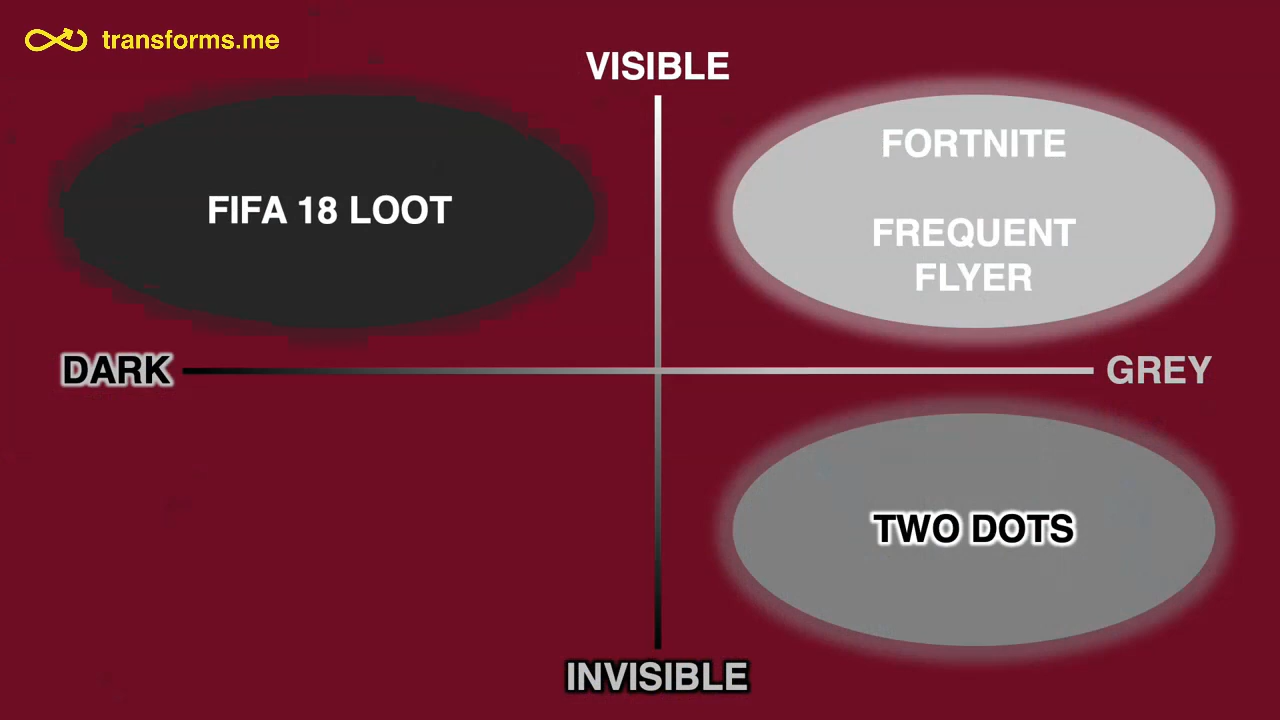 transforms.me
VISIBLE
FORTNITE
FIFA 18 LOOT
FREQUENT
FLYER
DARK
GREY
TWO DOTS
INVISIBLE